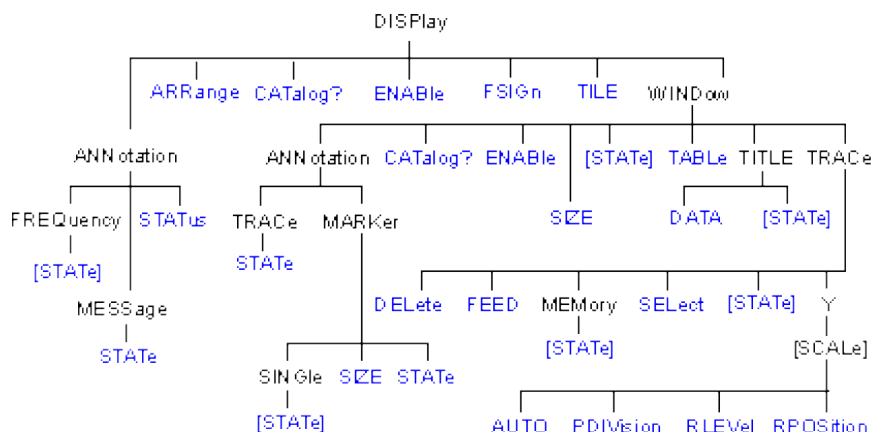 DISPlay
ARRange CATalog? ENABle FSIGn TILE WINDow
ANNotation ANNotation CATalog? ENABle [STATe] TABLe TITLE TRACe
FREQuency STATus TRACe MARKer SIZE DATA [STATe]
[STATe] STATe
MESSage DELete FEED MEMory SELect [STATe] Y
STATe [STATe] [SCALe]
SINGle SIZE STATe
[STATe] AUTO PDIVision RLEVel RPOSition